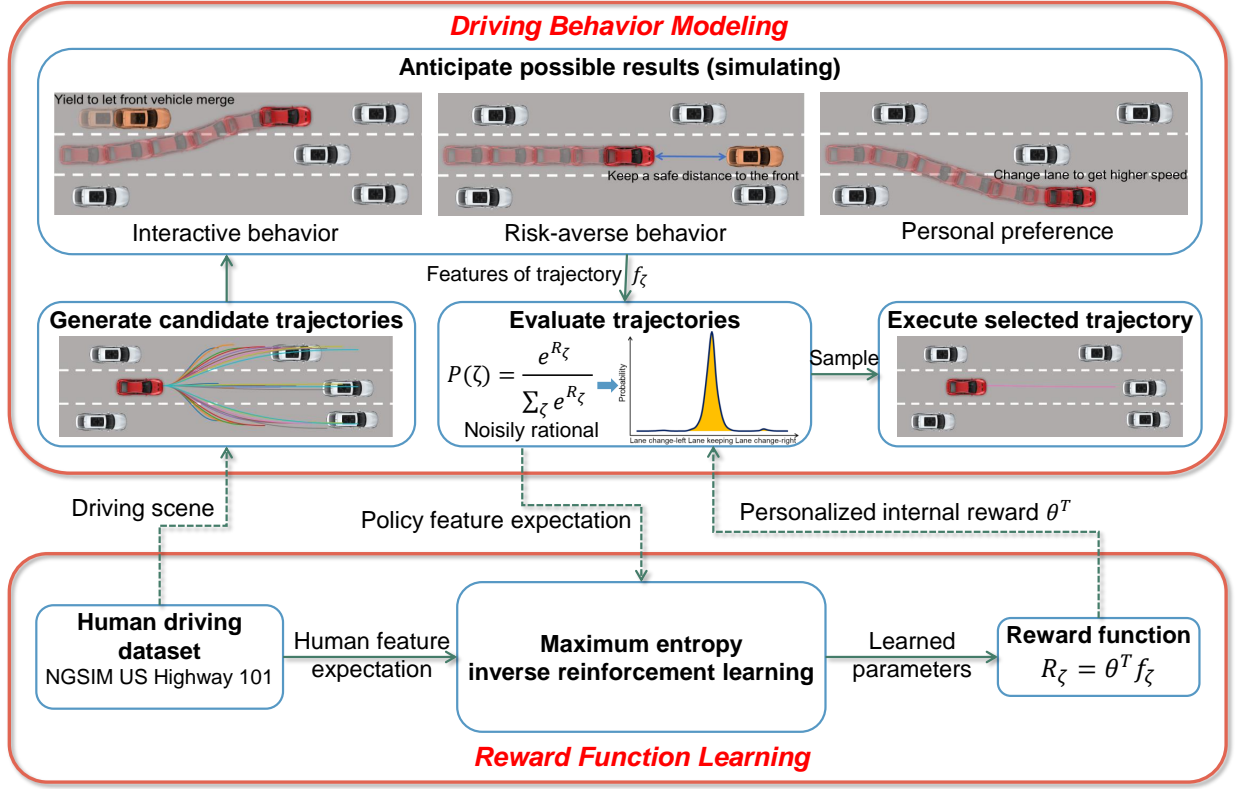 Driving Behavior Modeling
Anticipate possible results (simulating)
Yield to let front vehicle merge
Keep a safe distance to the front
Change lane to get higher speed
Interactive behavior
Risk-averse behavior
Personal preference
Features of trajectory f_ζ
Generate candidate trajectories
Evaluate trajectories
P(ζ) = e^{R_ζ} / ∑_ζ e^{R_ζ}
Noisily rational
Probability
Lane change-left Lane keeping Lane change-right
Sample
Execute selected trajectory
Driving scene
Policy feature expectation
Personalized internal reward θ^T
Human driving
dataset
NGSIM US Highway 101
Human feature
expectation
Maximum entropy
inverse reinforcement learning
Learned
parameters
Reward function
R_ζ = θ^T f_ζ
Reward Function Learning